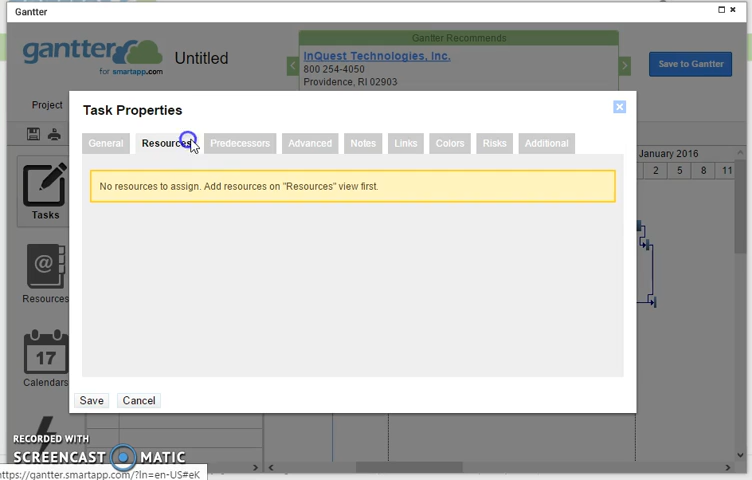 Gantter
gantter
for smartapp.com
Untitled
Gantter Recommends
InQuest Technologies, Inc.
800 254-4050
Providence, RI 02903
Save to Gantter
Project
Task Properties
General Resources Predecessors Advanced Notes Links Colors Risks Additional
No resources to assign. Add resources on "Resources" view first.
January 2016
2 5 8 11
Tasks
@
Resources
17
Calendars
Save Cancel
RECORDED WITH
SCREENCAST MATIC
https://gantter.smartapp.com/?ln=en-US#eK